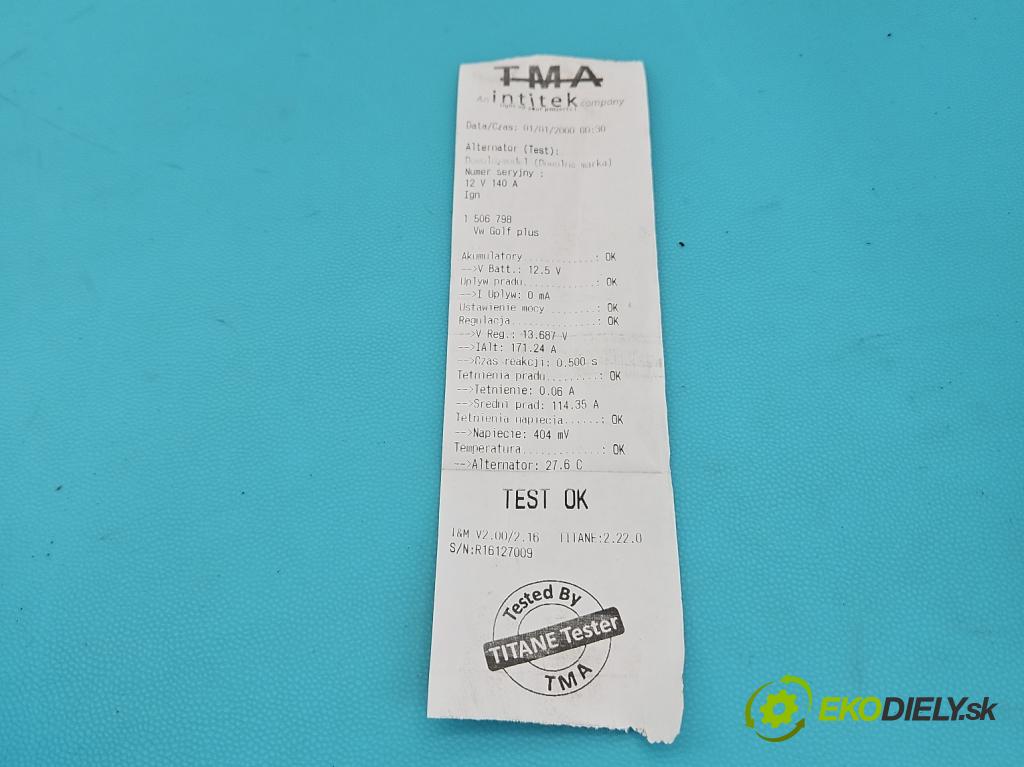 TMA
An intitek company
Data/Czas: 01/01/2000 00:30
Alternator (Test):
(Dowolna marka)
Numer seryjny :
12 V 140 A
Ign
1 506 798
Vw Golf plus
Akumulatory ...........: OK
-->V Batt.: 12.5 V
Uplyw pradu............: OK
-->I Uplyw: 0 mA
Ustawienie mocy ........: OK
Regulacja..............: OK
-->V Reg.: 13.687 V
-->IAlt: 171.24 A
-->Czas reakcji: 0.500 s
Tetnienia pradu.........: OK
-->Tetnienie: 0.06 A
-->Sredni prad: 114.35 A
Tetnienia napiecia......: OK
-->Napiecie: 404 mV
Temperatura.............: OK
-->Alternator: 27.6 C
TEST OK
T&M V2.00/2.16 TITANE:2.22.0
S/N:R16127009
Tested By
TITANE Tester
TMA
EKODIELY.sk